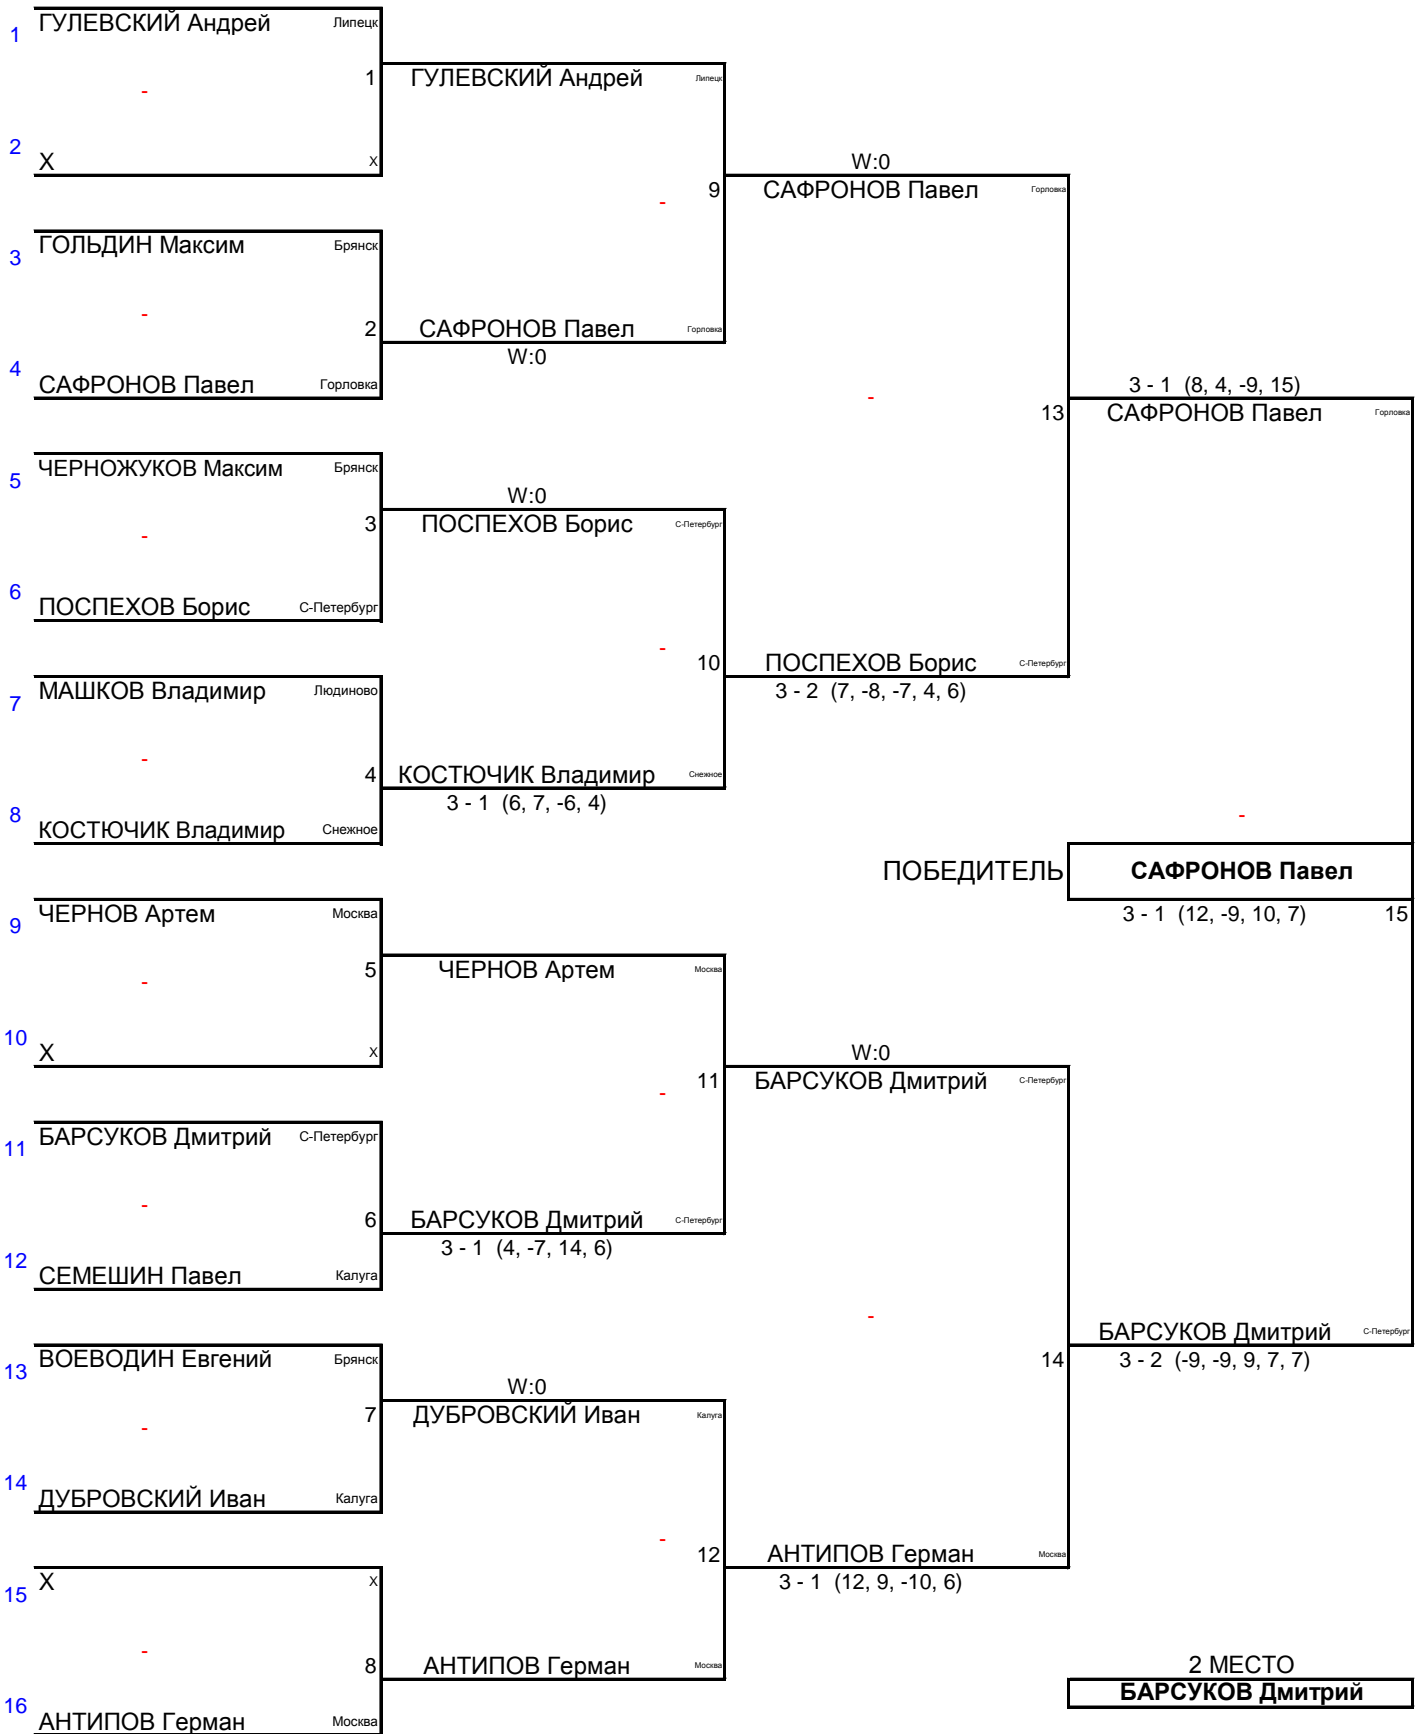 1 ГУЛЕВСКИЙ Андрей Липецк
1 ГУЛЕВСКИЙ Андрей Липецк
-
2 X X
W:0
9 САФРОНОВ Павел Горловка
-
3 ГОЛЬДИН Максим Брянск
-
2 САФРОНОВ Павел Горловка
W:0
4 САФРОНОВ Павел Горловка
3 - 1 (8, 4, -9, 15)
-
13 САФРОНОВ Павел Горловка
5 ЧЕРНОЖУКОВ Максим Брянск
W:0
3 ПОСПЕХОВ Борис С-Петербург
-
6 ПОСПЕХОВ Борис С-Петербург
-
10 ПОСПЕХОВ Борис С-Петербург
3 - 2 (7, -8, -7, 4, 6)
7 МАШКОВ Владимир Людиново
-
4 КОСТЮЧИК Владимир Снежное
3 - 1 (6, 7, -6, 4)
8 КОСТЮЧИК Владимир Снежное
-
ПОБЕДИТЕЛЬ САФРОНОВ Павел
3 - 1 (12, -9, 10, 7) 15
9 ЧЕРНОВ Артем Москва
5 ЧЕРНОВ Артем Москва
-
10 X X
W:0
11 БАРСУКОВ Дмитрий С-Петербург
-
11 БАРСУКОВ Дмитрий С-Петербург
-
6 БАРСУКОВ Дмитрий С-Петербург
3 - 1 (4, -7, 14, 6)
12 СЕМЕШИН Павел Калуга
-
БАРСУКОВ Дмитрий С-Петербург
14 3 - 2 (-9, -9, 9, 7, 7)
13 ВОЕВОДИН Евгений Брянск
W:0
7 ДУБРОВСКИЙ Иван Калуга
-
14 ДУБРОВСКИЙ Иван Калуга
-
12 АНТИПОВ Герман Москва
3 - 1 (12, 9, -10, 6)
15 X X
-
8 АНТИПОВ Герман Москва
2 МЕСТО
БАРСУКОВ Дмитрий
16 АНТИПОВ Герман Москва